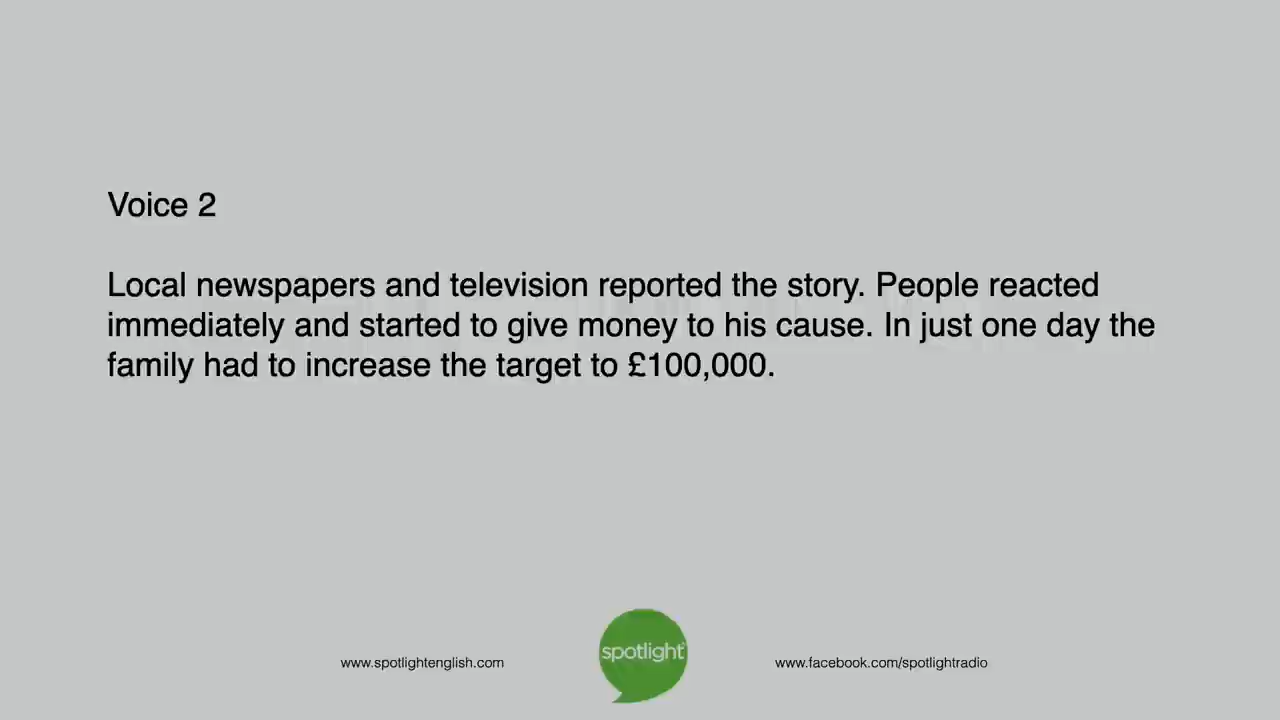 Voice 2
Local newspapers and television reported the story. People reacted
immediately and started to give money to his cause. In just one day the
family had to increase the target to £100,000.
www.spotlightenglish.com
spotlight
www.facebook.com/spotlightradio